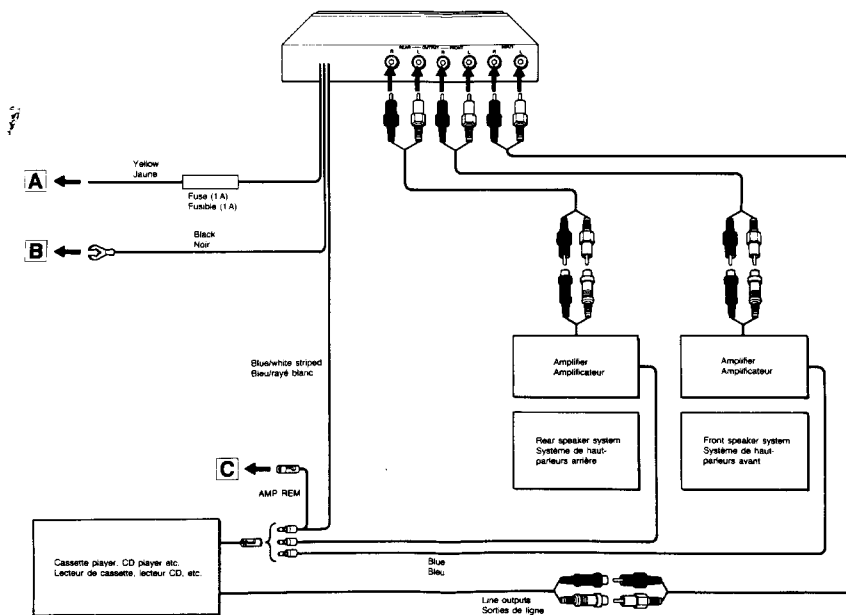 REAR OUTPUT FRONT INPUT
R L R L R L
Yellow
Jaune
A
Fuse (1 A)
Fusible (1 A)
Black
Noir
B
Blue/white striped
Bleu/rayé blanc
Amplifier
Amplificateur
Amplifier
Amplificateur
Rear speaker system
Système de haut-
parleurs arrière
Front speaker system
Système de haut-
parleurs avant
C
AMP REM
Cassette player, CD player etc.
Lecteur de cassette, lecteur CD, etc.
Blue
Bleu
Line outputs
Sorties de ligne